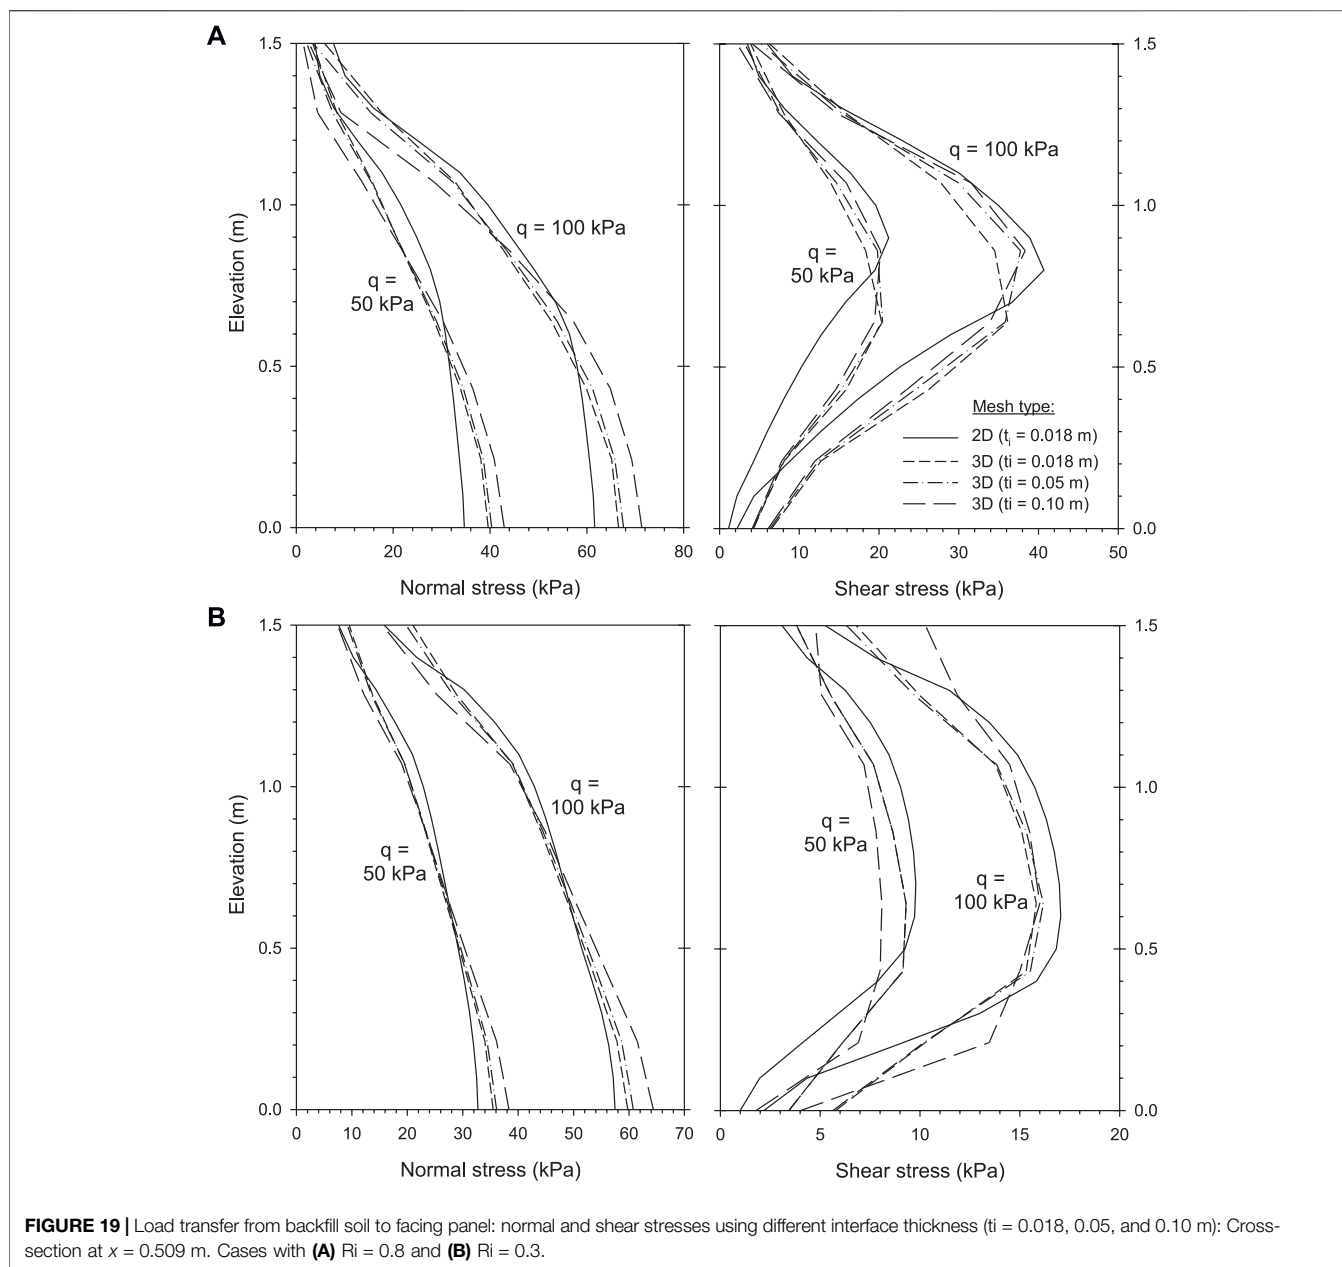 A
1.5
1.0
0.5
0.0
Elevation (m)
q = 100 kPa
q =
50 kPa
0 20 40 60 80
Normal stress (kPa)
1.5
1.0
0.5
0.0
q = 100 kPa
q =
50 kPa
Mesh type:
2D (ti = 0.018 m)
3D (ti = 0.018 m)
3D (ti = 0.05 m)
3D (ti = 0.10 m)
0 10 20 30 40 50
Shear stress (kPa)
B
1.5
1.0
0.5
0.0
Elevation (m)
q =
100 kPa
q =
50 kPa
0 10 20 30 40 50 60 70
Normal stress (kPa)
1.5
1.0
0.5
0.0
q =
50 kPa
q =
100 kPa
0 5 10 15 20
Shear stress (kPa)
FIGURE 19 | Load transfer from backfill soil to facing panel: normal and shear stresses using different interface thickness (ti = 0.018, 0.05, and 0.10 m): Cross-
section at x = 0.509 m. Cases with (A) Ri = 0.8 and (B) Ri = 0.3.